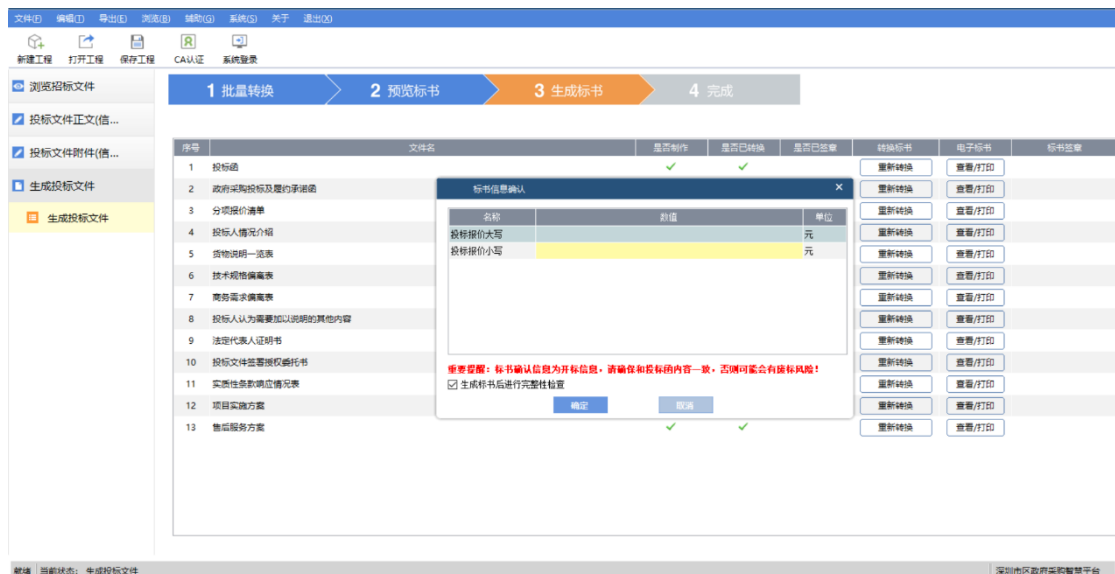 文件(F) 编辑(T) 导出(E) 浏览(B) 辅助(G) 系统(S) 关于 退出(X)
新建工程 打开工程 保存工程 CA认证 系统登录
浏览招标文件
投标文件正文(信...
投标文件附件(信...
生成投标文件
生成投标文件
1 批量转换 2 预览标书 3 生成标书 4 完成
序号 文件名 是否制作 是否已转换 是否已签章 转换标书 电子标书 标书签章
1 投标函 重新转换 查看/打印
2 政府采购投标及履约承诺函 重新转换 查看/打印
3 分项报价清单 重新转换 查看/打印
4 投标人情况介绍 重新转换 查看/打印
5 货物说明一览表 重新转换 查看/打印
6 技术规格偏离表 重新转换 查看/打印
7 商务需求偏离表 重新转换 查看/打印
8 投标人认为需要加以说明的其他内容 重新转换 查看/打印
9 法定代表人证明书 重新转换 查看/打印
10 投标文件签署授权委托书 重新转换 查看/打印
11 实质性条款响应情况表 重新转换 查看/打印
12 项目实施方案 重新转换 查看/打印
13 售后服务方案 重新转换 查看/打印
标书信息确认 ×
名称 数值 单位
投标报价大写 元
投标报价小写 元
重要提醒：标书确认信息为开标信息，请确保和投标函内容一致，否则可能会有废标风险！
生成标书后进行完整性检查
确定 取消
就绪 当前状态: 生成投标文件 深圳市区政府采购智慧平台